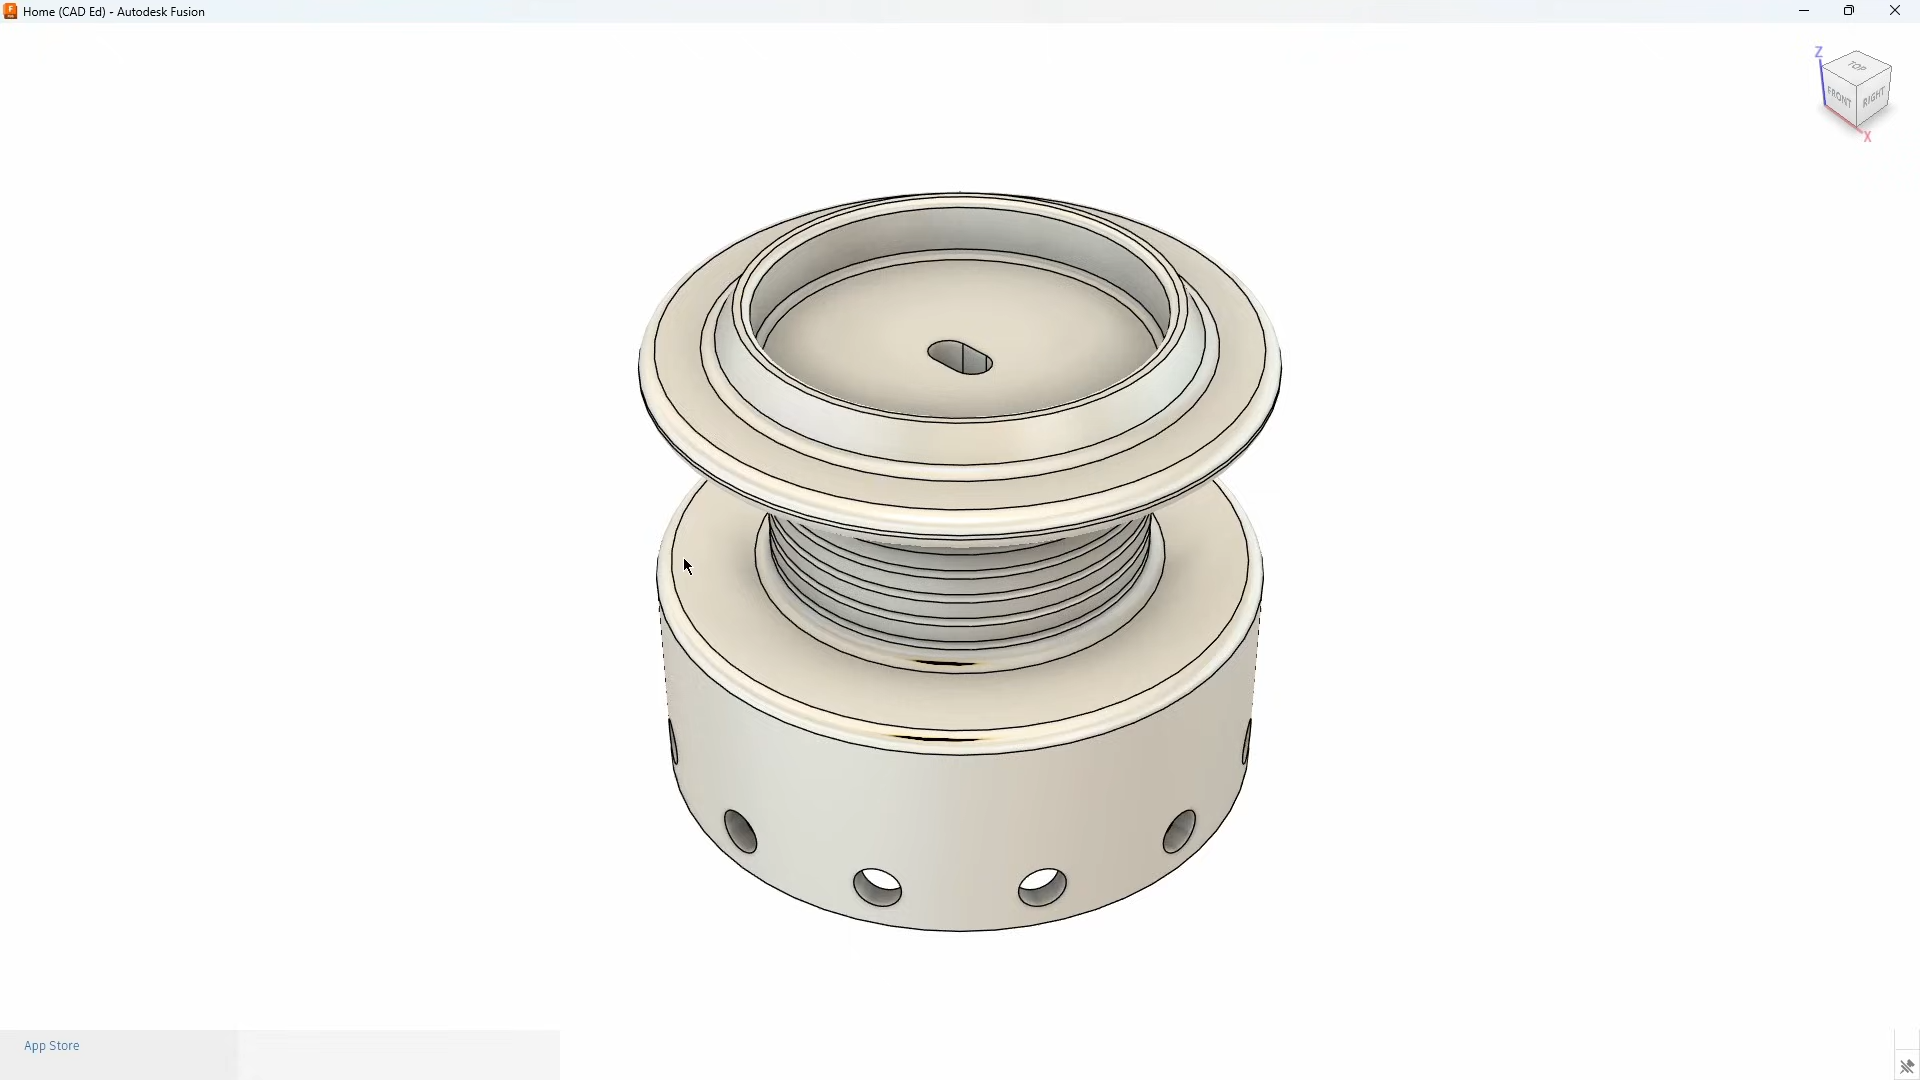 Home (CAD Ed) - Autodesk Fusion
Z
TOP
FRONT
RIGHT
X
App Store